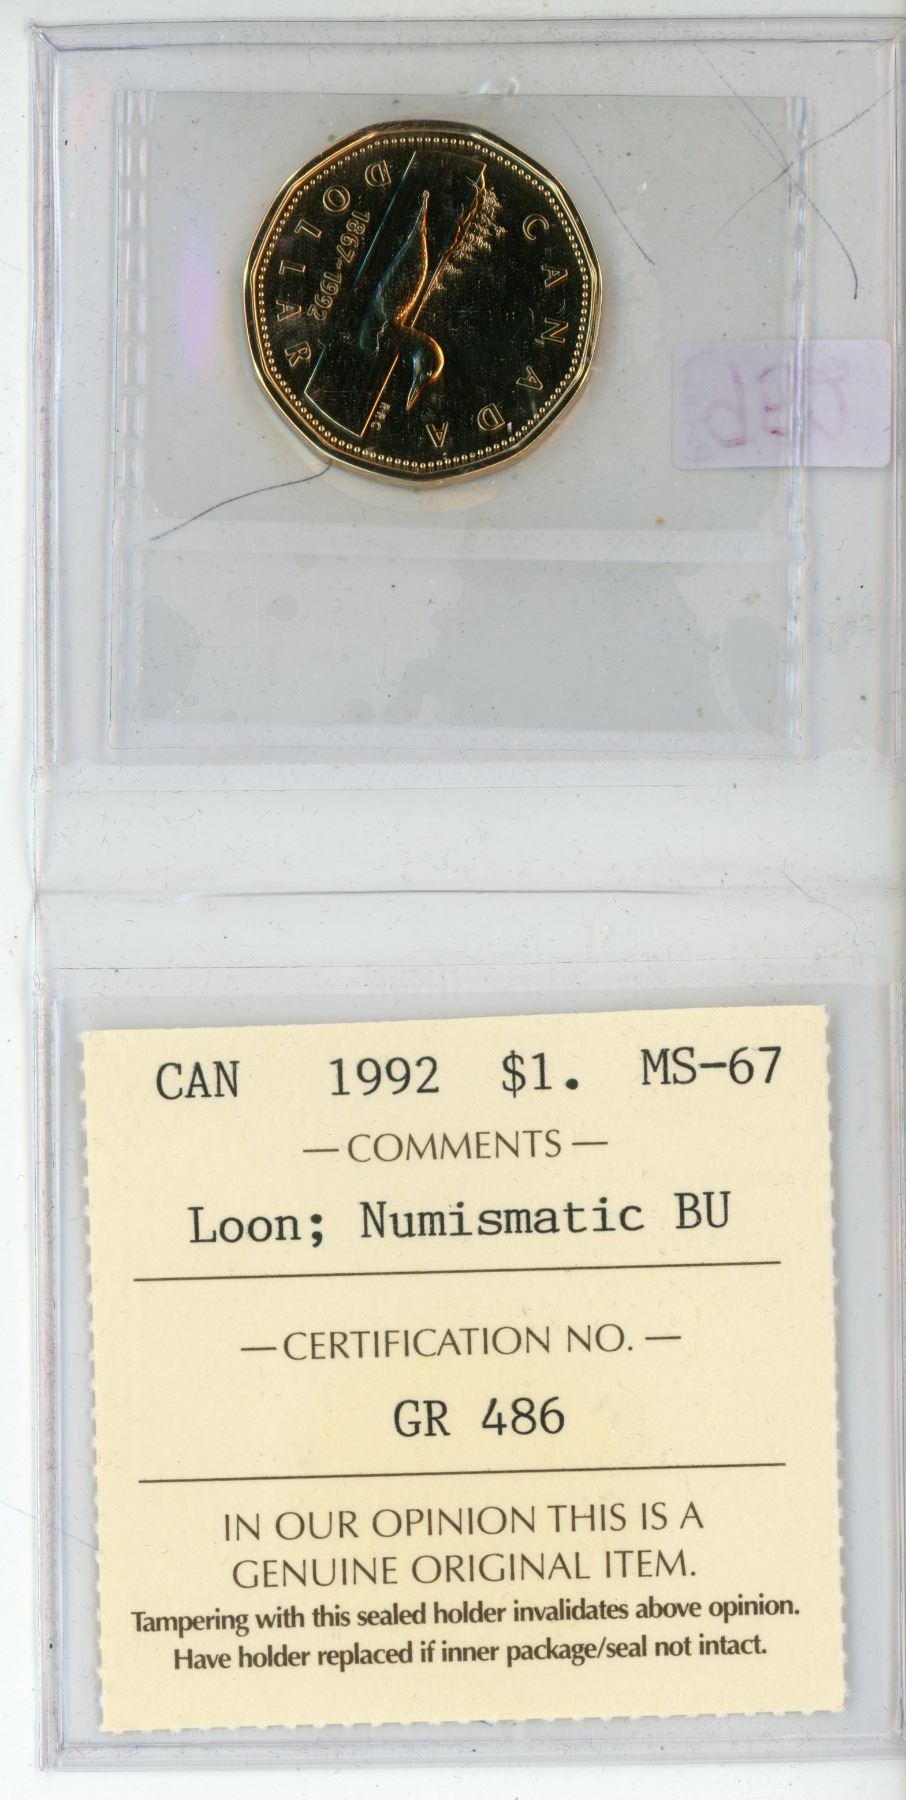 CANADA
1867-1992
DOLLAR
CAN 1992 $1. MS-67
—COMMENTS—
Loon; Numismatic BU
—CERTIFICATION NO.—
GR 486
IN OUR OPINION THIS IS A
GENUINE ORIGINAL ITEM.
Tampering with this sealed holder invalidates above opinion.
Have holder replaced if inner package/seal not intact.